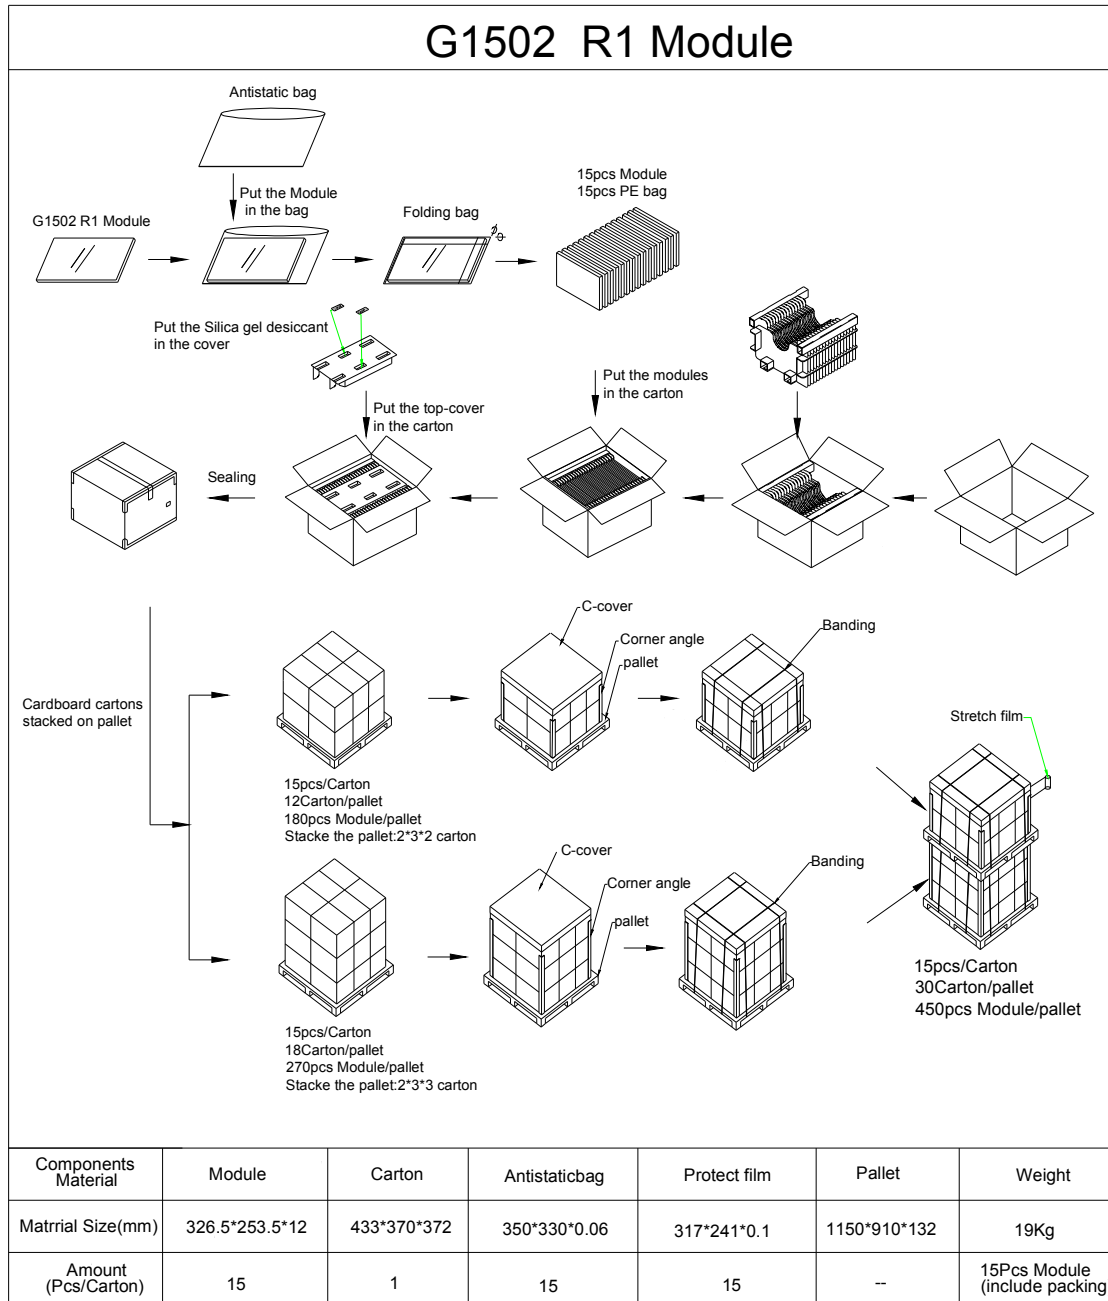 G1502 R1 Module
Antistatic bag
Put the Module
in the bag
15pcs Module
15pcs PE bag
G1502 R1 Module
Folding bag
Put the Silica gel desiccant
in the cover
Put the modules
in the carton
Put the top-cover
in the carton
Sealing
C-cover
Corner angle
pallet
Banding
Cardboard cartons
stacked on pallet
Stretch film
15pcs/Carton
12Carton/pallet
180pcs Module/pallet
Stacke the pallet:2*3*2 carton
C-cover
Corner angle
pallet
Banding
15pcs/Carton
30Carton/pallet
450pcs Module/pallet
15pcs/Carton
18Carton/pallet
270pcs Module/pallet
Stacke the pallet:2*3*3 carton
Components
Material
Module
Carton
Antistaticbag
Protect film
Pallet
Weight
Matrrial Size(mm)
326.5*253.5*12
433*370*372
350*330*0.06
317*241*0.1
1150*910*132
19Kg
Amount
(Pcs/Carton)
15
1
15
15
--
15Pcs Module
(include packing